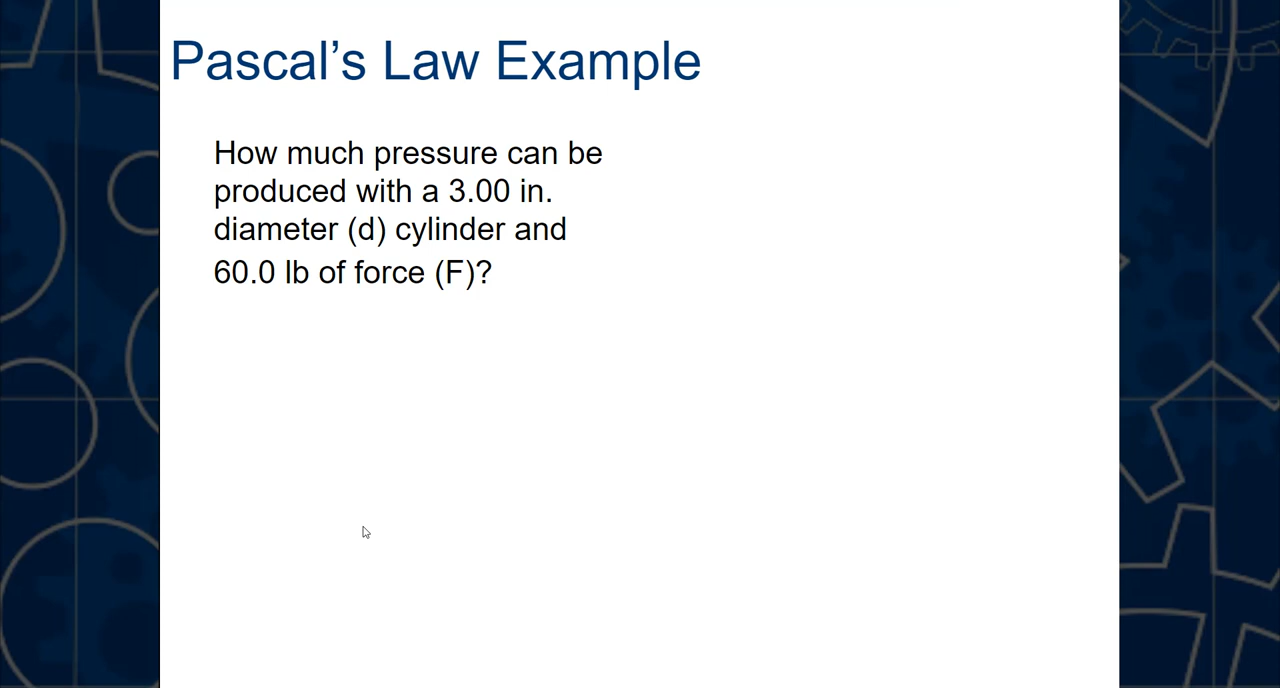 Pascal’s Law Example
How much pressure can be
produced with a 3.00 in.
diameter (d) cylinder and
60.0 lb of force (F)?